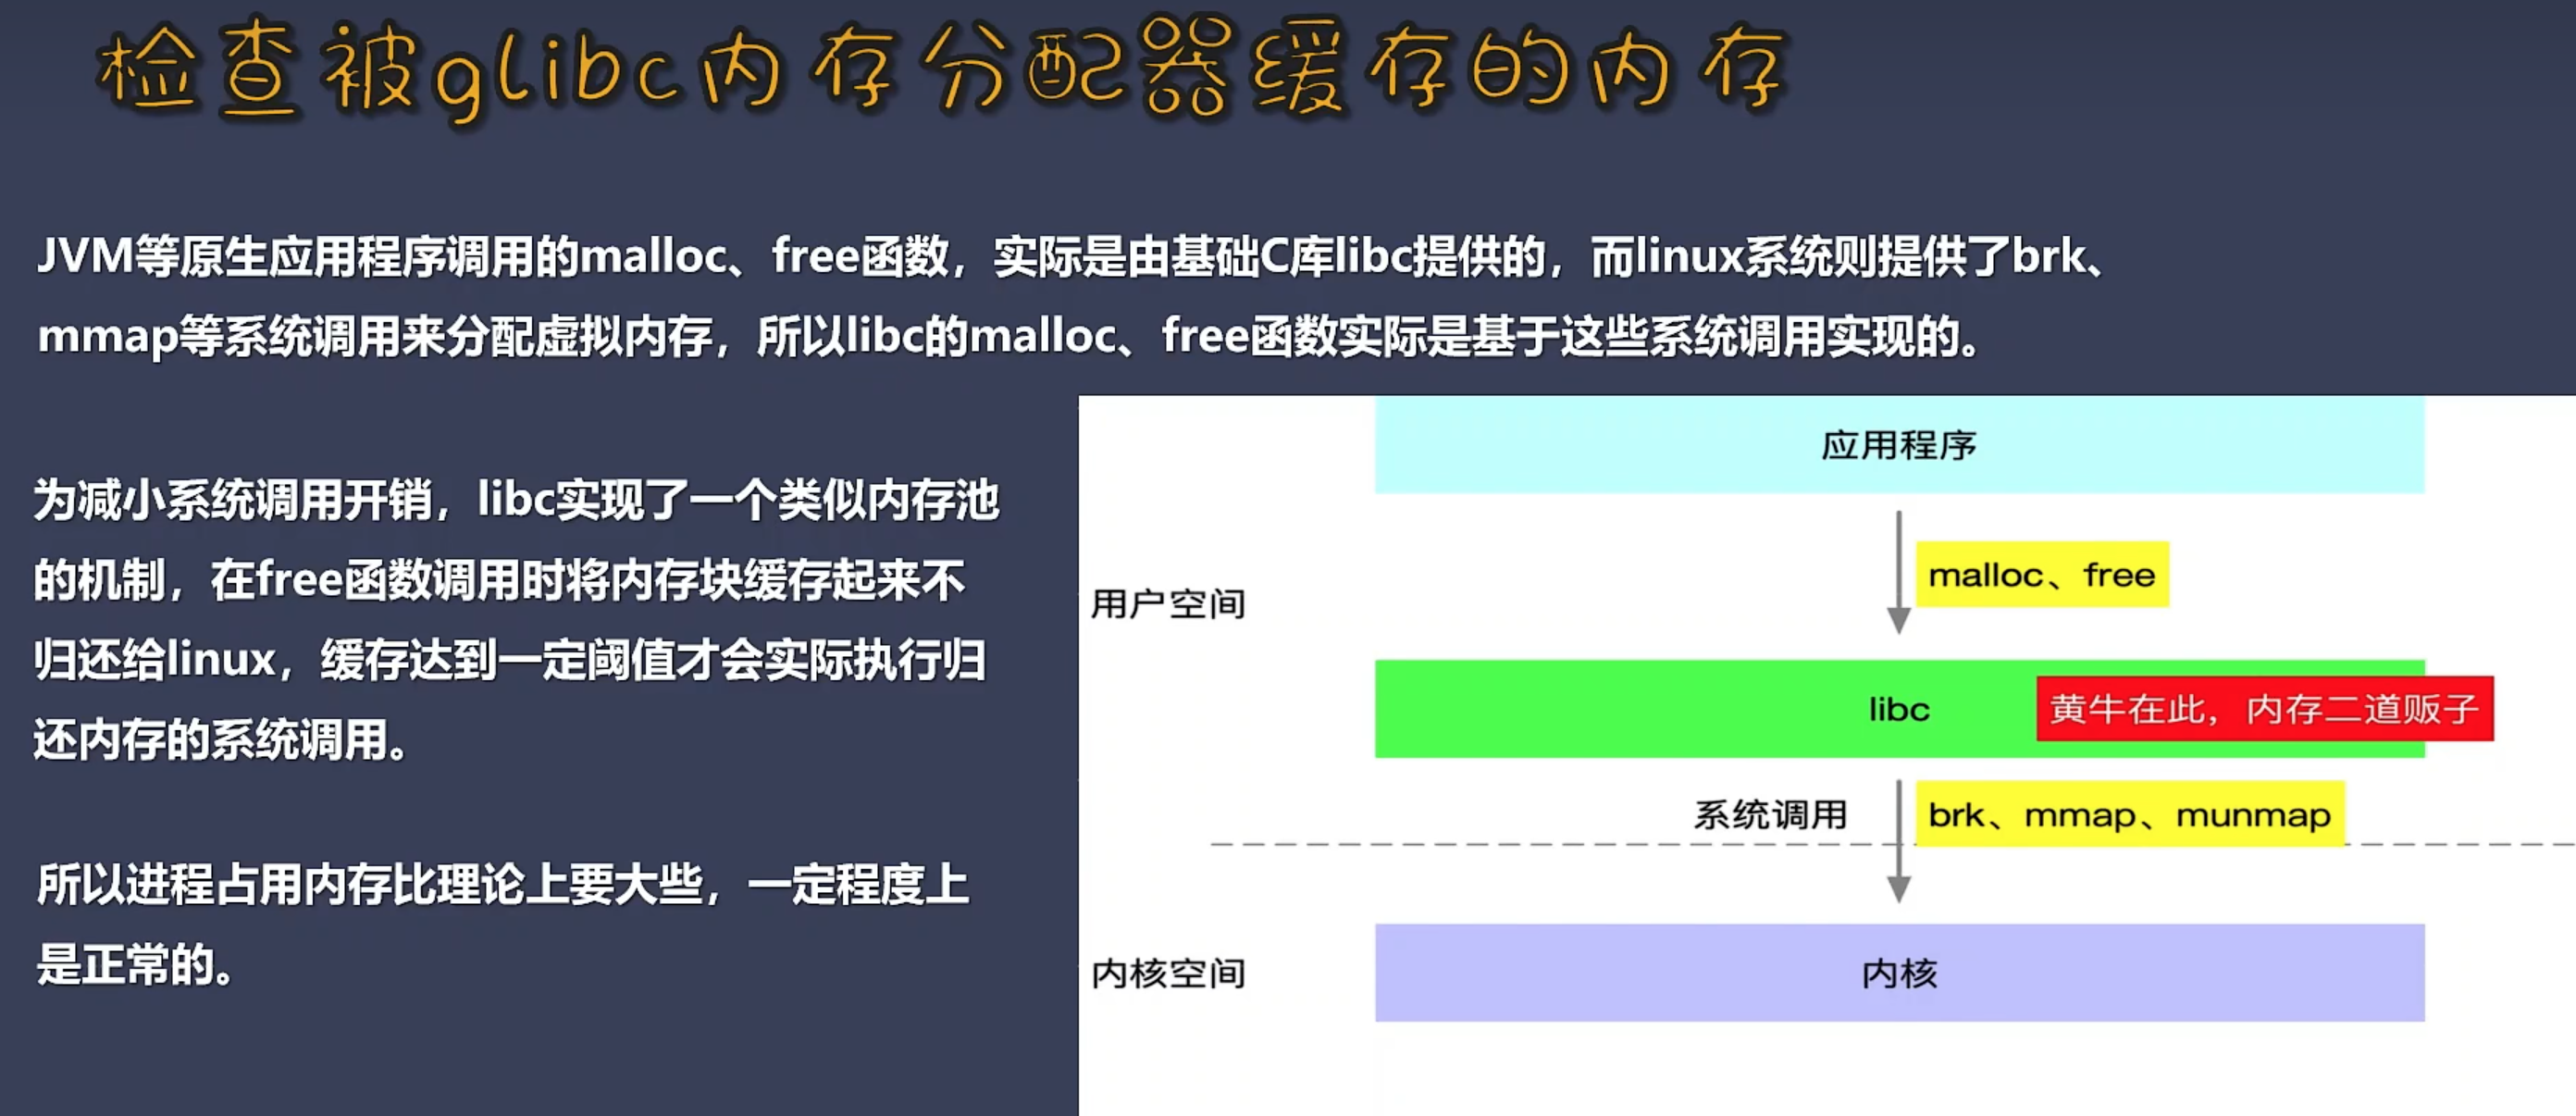 检查被glibc内存分配器缓存的内存
JVM等原生应用程序调用的malloc、free函数，实际是由基础C库libc提供的，而linux系统则提供了brk、
mmap等系统调用来分配虚拟内存，所以libc的malloc、free函数实际是基于这些系统调用实现的。
为减小系统调用开销，libc实现了一个类似内存池
的机制，在free函数调用时将内存块缓存起来不
归还给linux，缓存达到一定阈值才会实际执行归
还内存的系统调用。
所以进程占用内存比理论上要大些，一定程度上
是正常的。
应用程序
malloc、free
用户空间
libc
黄牛在此，内存二道贩子
系统调用
brk、mmap、munmap
内核空间
内核